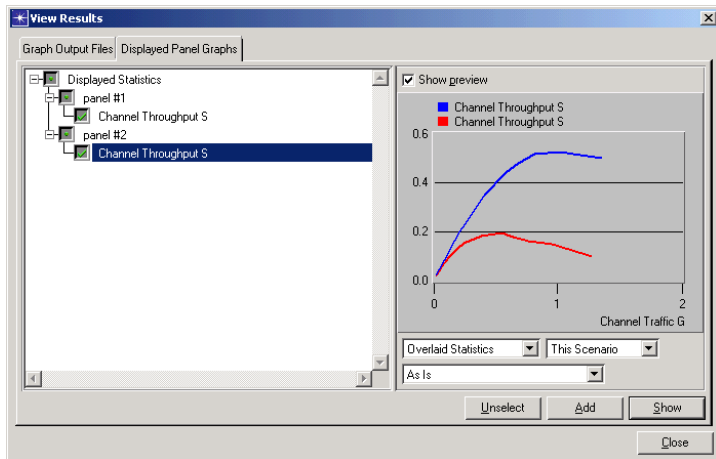 View Results
Graph Output Files Displayed Panel Graphs
Displayed Statistics
panel #1
Channel Throughput S
panel #2
Channel Throughput S
Show preview
Channel Throughput S
Channel Throughput S
0.6
0.4
0.2
0.0
0 1 2
Channel Traffic G
Overlaid Statistics This Scenario
As Is
Unselect Add Show
Close